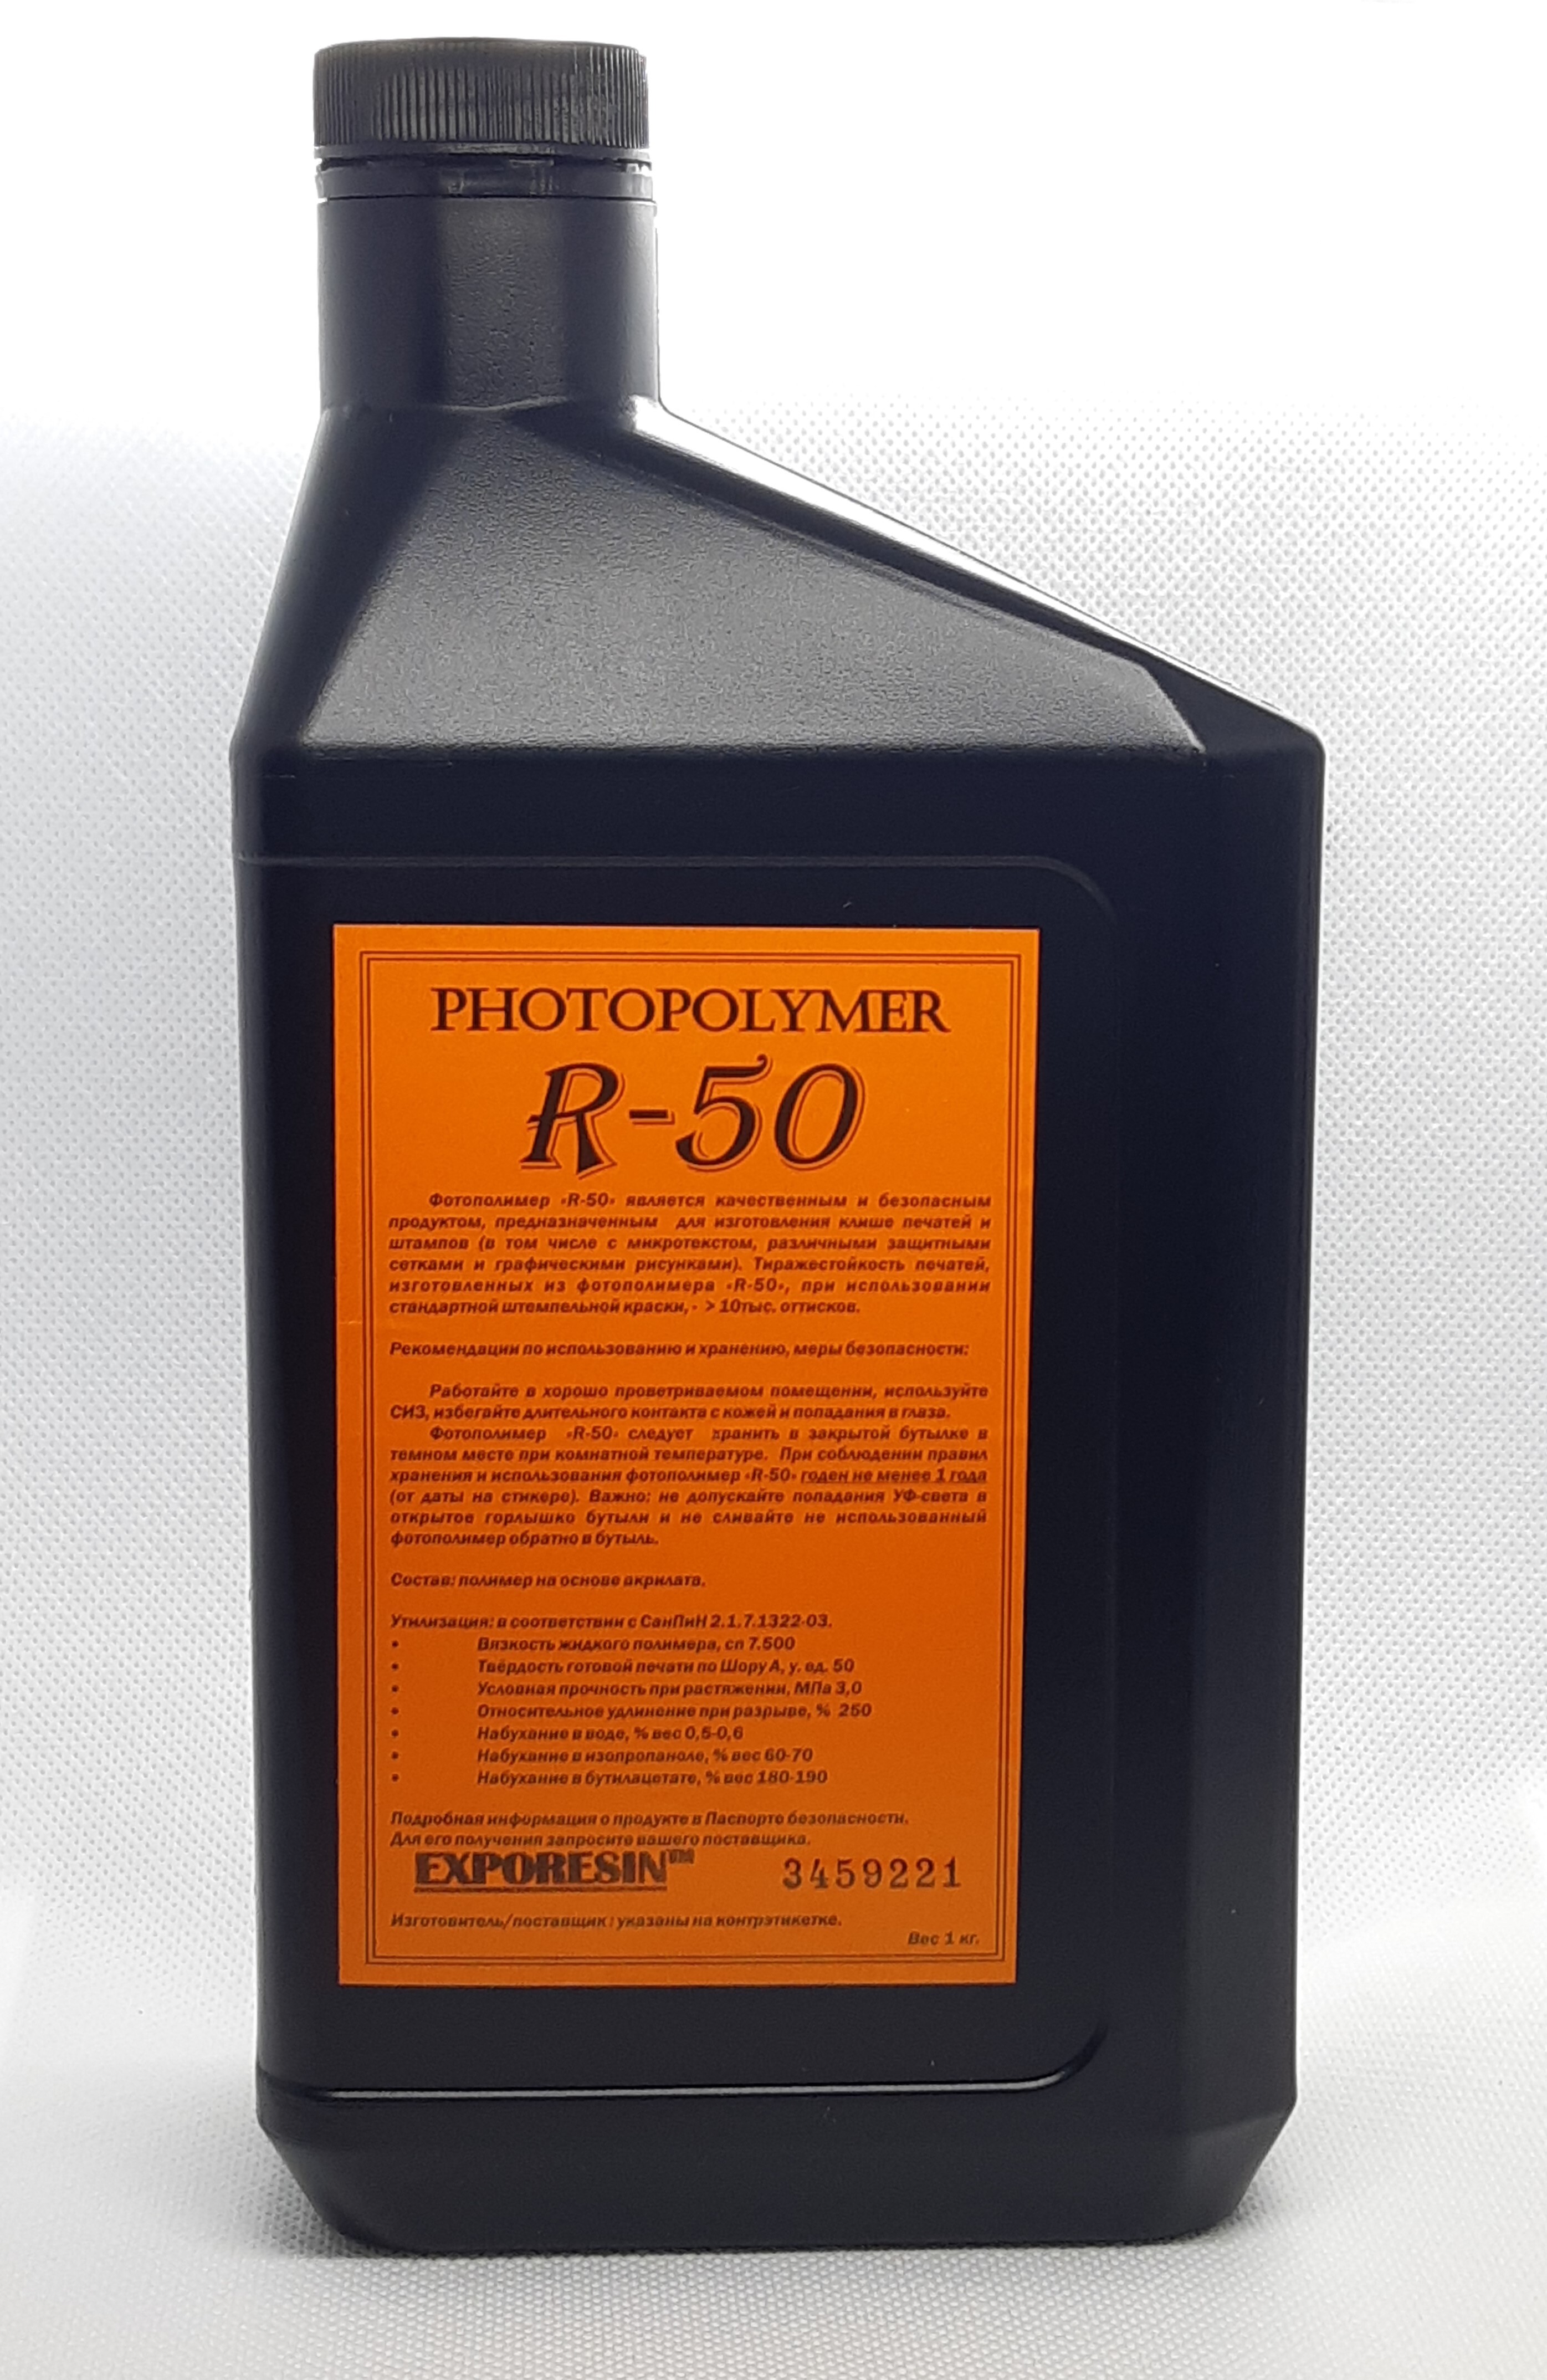 PHOTOPOLYMER
R-50
Фотополимер «R-50» является качественным и безопасным
продуктом, предназначенным для изготовления клише печатей и
штампов (в том числе с микротекстом, различными защитными
сетками и графическими рисунками). Тиражестойкость печатей,
изготовленных из фотополимера «R-50», при использовании
стандартной штемпельной краски, - > 10тыс. оттисков.
Рекомендации по использованию и хранению, меры безопасности:
Работайте в хорошо проветриваемом помещении, используйте
СИЗ, избегайте длительного контакта с кожей и попадания в глаза.
Фотополимер «R-50» следует хранить в закрытой бутылке в
темном месте при комнатной температуре. При соблюдении правил
хранения и использования фотополимер «R-50» годен не менее 1 года
(от даты на стикере). Важно: не допускайте попадания УФ-света в
открытое горлышко бутыли и не сливайте не использованный
фотополимер обратно в бутыль.
Состав: полимер на основе акрилата.
Утилизация: в соответствии с СанПиН 2.1.7.1322-03.
• Вязкость жидкого полимера, сп 7.500
• Твёрдость готовой печати по Шору А, у. ед. 50
• Условная прочность при растяжении, МПа 3,0
• Относительное удлинение при разрыве, % 250
• Набухание в воде, % вес 0,5-0,6
• Набухание в изопропаноле, % вес 60-70
• Набухание в бутилацетате, % вес 180-190
Подробная информация о продукте в Паспорте безопасности.
Для его получения запросите вашего поставщика.
EXPORESIN™ 3459221
Изготовитель/поставщик: указаны на контрэтикетке.
Вес 1 кг.